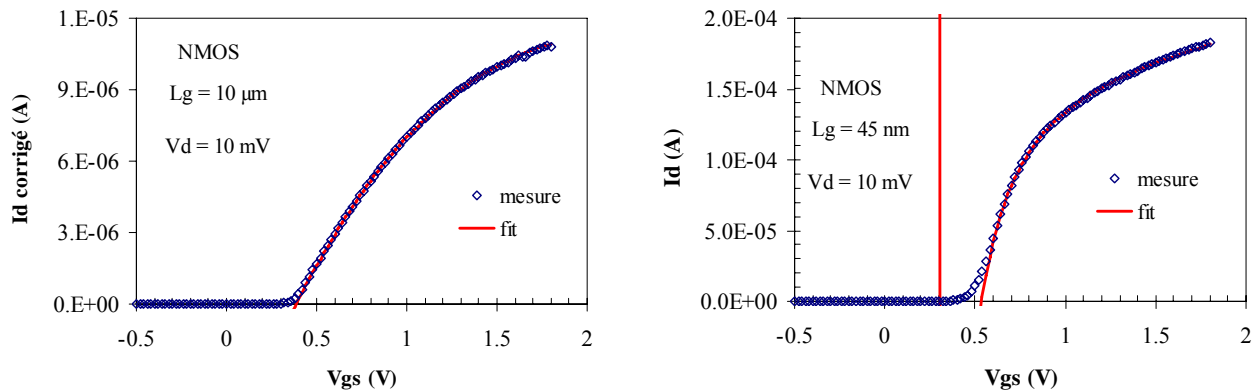 1.E-05
9.E-06
6.E-06
3.E-06
0.E+00
Id corrigé (A)
NMOS
Lg = 10 µm
Vd = 10 mV
mesure
fit
-0.5
0
0.5
1
1.5
2
Vgs (V)
2.0E-04
1.5E-04
1.0E-04
5.0E-05
0.0E+00
Id (A)
NMOS
Lg = 45 nm
Vd = 10 mV
mesure
fit
-0.5
0
0.5
1
1.5
2
Vgs (V)